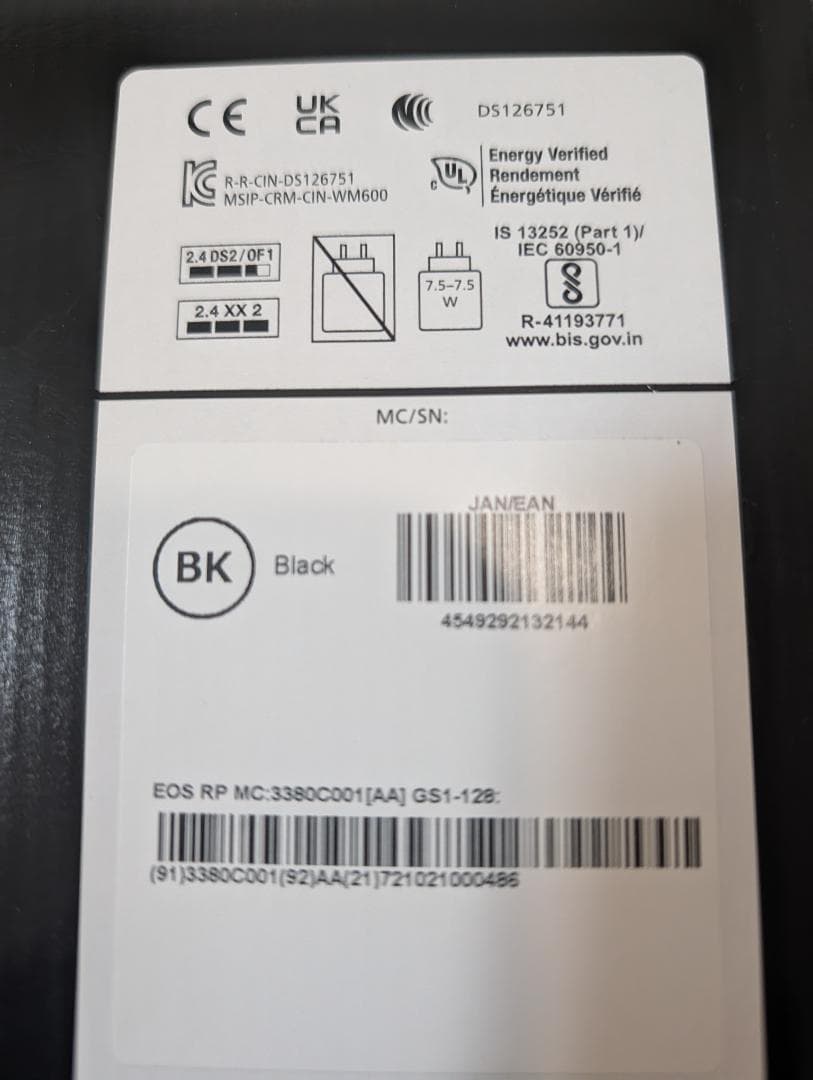 CE
UK
CA
DS126751
R-R-CIN-DS126751
MSIP-CRM-CIN-WM600
c UL
Energy Verified
Rendement
Énergétique Vérifié
2.4 DS2/OF1
2.4 XX 2
7.5–7.5
W
IS 13252 (Part 1)/
IEC 60950-1
R-41193771
www.bis.gov.in
MC/SN:
BK Black
JAN/EAN
4549292132144
EOS RP MC:3380C001[AA] GS1-128:
(91)3380C001(92)AA(21)721021000486